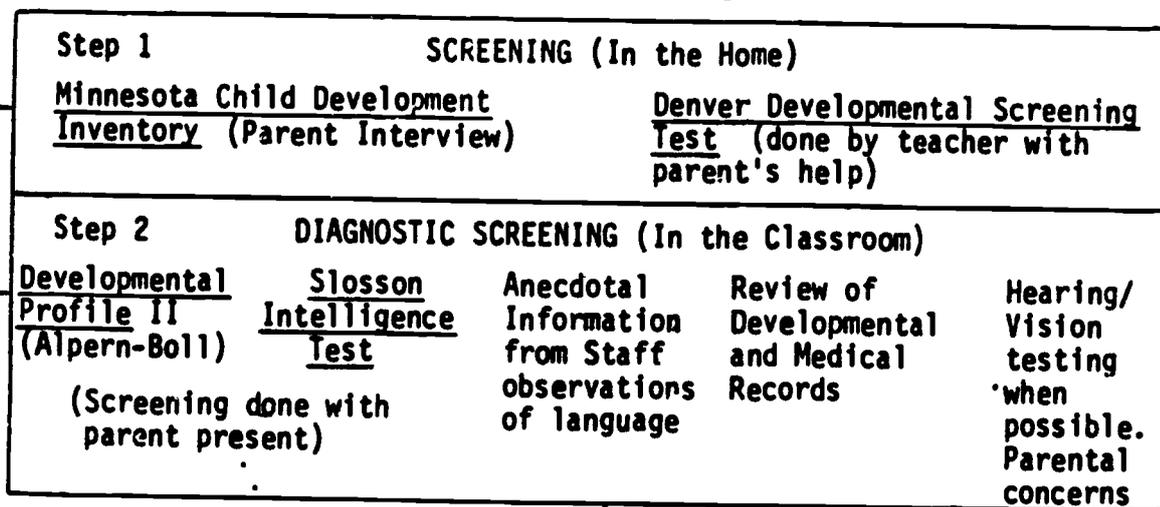 Step 1 SCREENING (In the Home)
Minnesota Child Development
Inventory (Parent Interview)
Denver Developmental Screening
Test (done by teacher with
parent's help)
Step 2 DIAGNOSTIC SCREENING (In the Classroom)
Developmental
Profile II
(Alpern-Boll)
Slosson
Intelligence
Test
(Screening done with
parent present)
Anecdotal
Information
from Staff
observations
of language
Review of
Developmental
and Medical
Records
Hearing/
Vision
testing
when
possible.
Parental
concerns